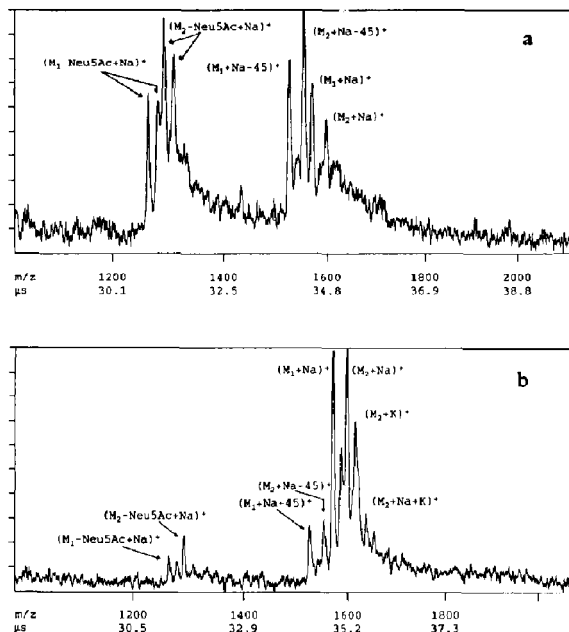 a
(M₂-Neu5Ac+Na)⁺
(M₁ Neu5Ac+Na)⁺
(M₂+Na-45)⁺
(M₁+Na-45)⁺
(M₁+Na)⁺
(M₂+Na)⁺
m/z 1200 1400 1600 1800 2000
µs 30.1 32.5 34.8 36.9 38.8
b
(M₁+Na)⁺
(M₂+Na)⁺
(M₂+K)⁺
(M₂+Na-45)⁺
(M₁+Na-45)⁺
(M₂+Na+K)⁺
(M₂-Neu5Ac+Na)⁺
(M₁-Neu5Ac+Na)⁺
m/z 1200 1400 1600 1800
µs 30.5 32.9 35.2 37.3